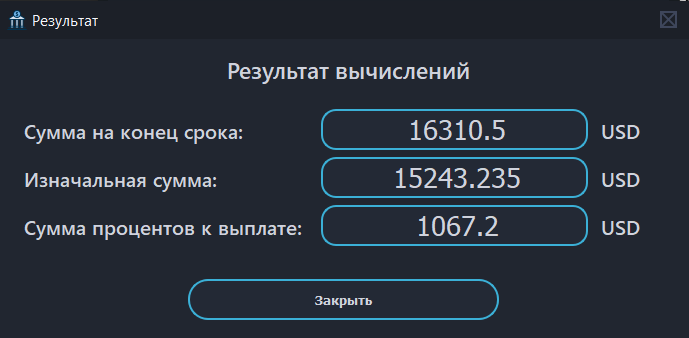 Результат
Результат вычислений
Сумма на конец срока: 16310.5 USD
Изначальная сумма: 15243.235 USD
Сумма процентов к выплате: 1067.2 USD
Закрыть